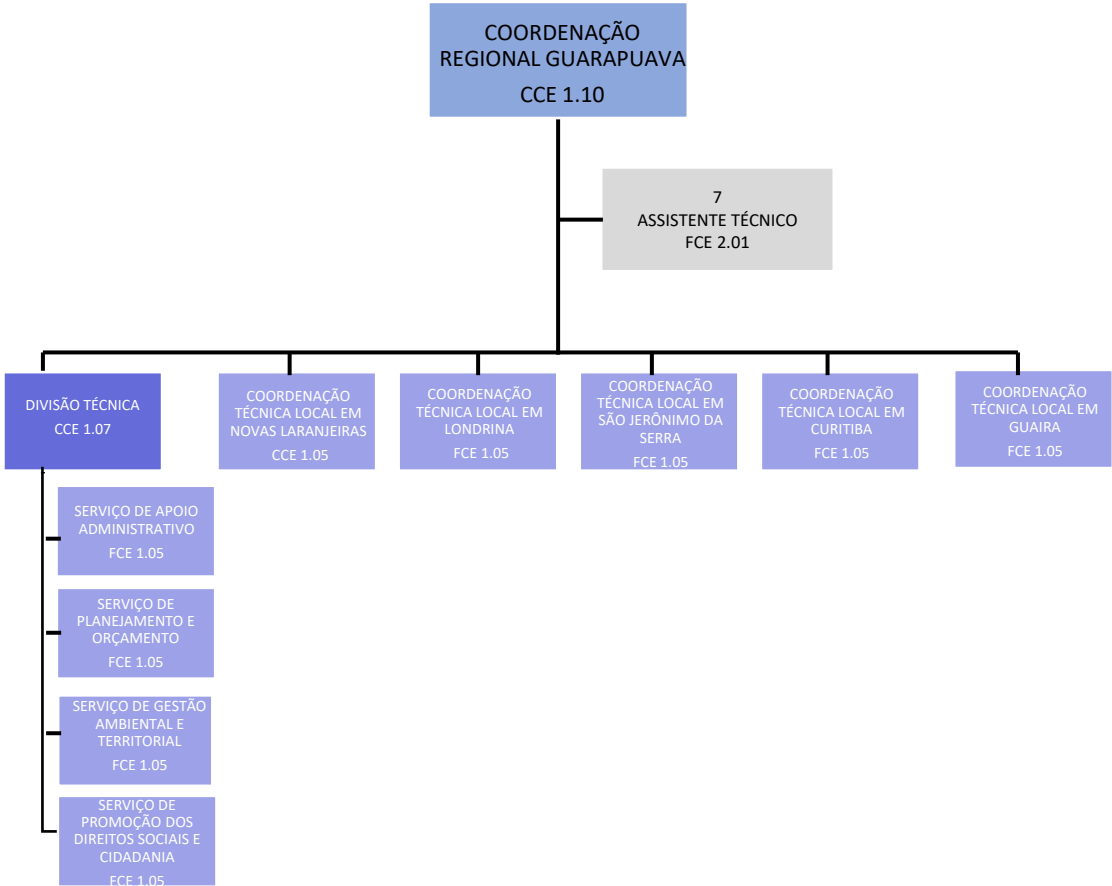 COORDENAÇÃO
REGIONAL GUARAPUAVA
CCE 1.10
7
ASSISTENTE TÉCNICO
FCE 2.01
DIVISÃO TÉCNICA
CCE 1.07
COORDENAÇÃO
TÉCNICA LOCAL EM
NOVAS LARANJEIRAS
CCE 1.05
COORDENAÇÃO
TÉCNICA LOCAL EM
LONDRINA
FCE 1.05
COORDENAÇÃO
TÉCNICA LOCAL EM
SÃO JERÔNIMO DA
SERRA
FCE 1.05
COORDENAÇÃO
TÉCNICA LOCAL EM
CURITIBA
FCE 1.05
COORDENAÇÃO
TÉCNICA LOCAL EM
GUAIRA
FCE 1.05
SERVIÇO DE APOIO
ADMINISTRATIVO
FCE 1.05
SERVIÇO DE
PLANEJAMENTO E
ORÇAMENTO
FCE 1.05
SERVIÇO DE GESTÃO
AMBIENTAL E
TERRITORIAL
FCE 1.05
SERVIÇO DE
PROMOÇÃO DOS
DIREITOS SOCIAIS E
CIDADANIA
FCE 1.05